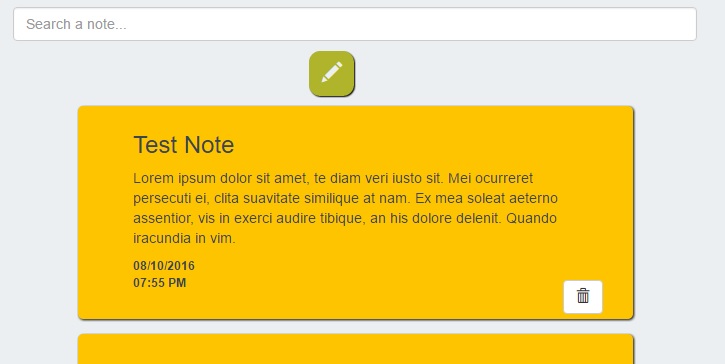 Search a note...
Test Note
Lorem ipsum dolor sit amet, te diam veri iusto sit. Mei ocurreret
persecuti ei, clita suavitate similique at nam. Ex mea soleat aeterno
assentior, vis in exerci audire tibique, an his dolore delenit. Quando
iracundia in vim.
08/10/2016
07:55 PM